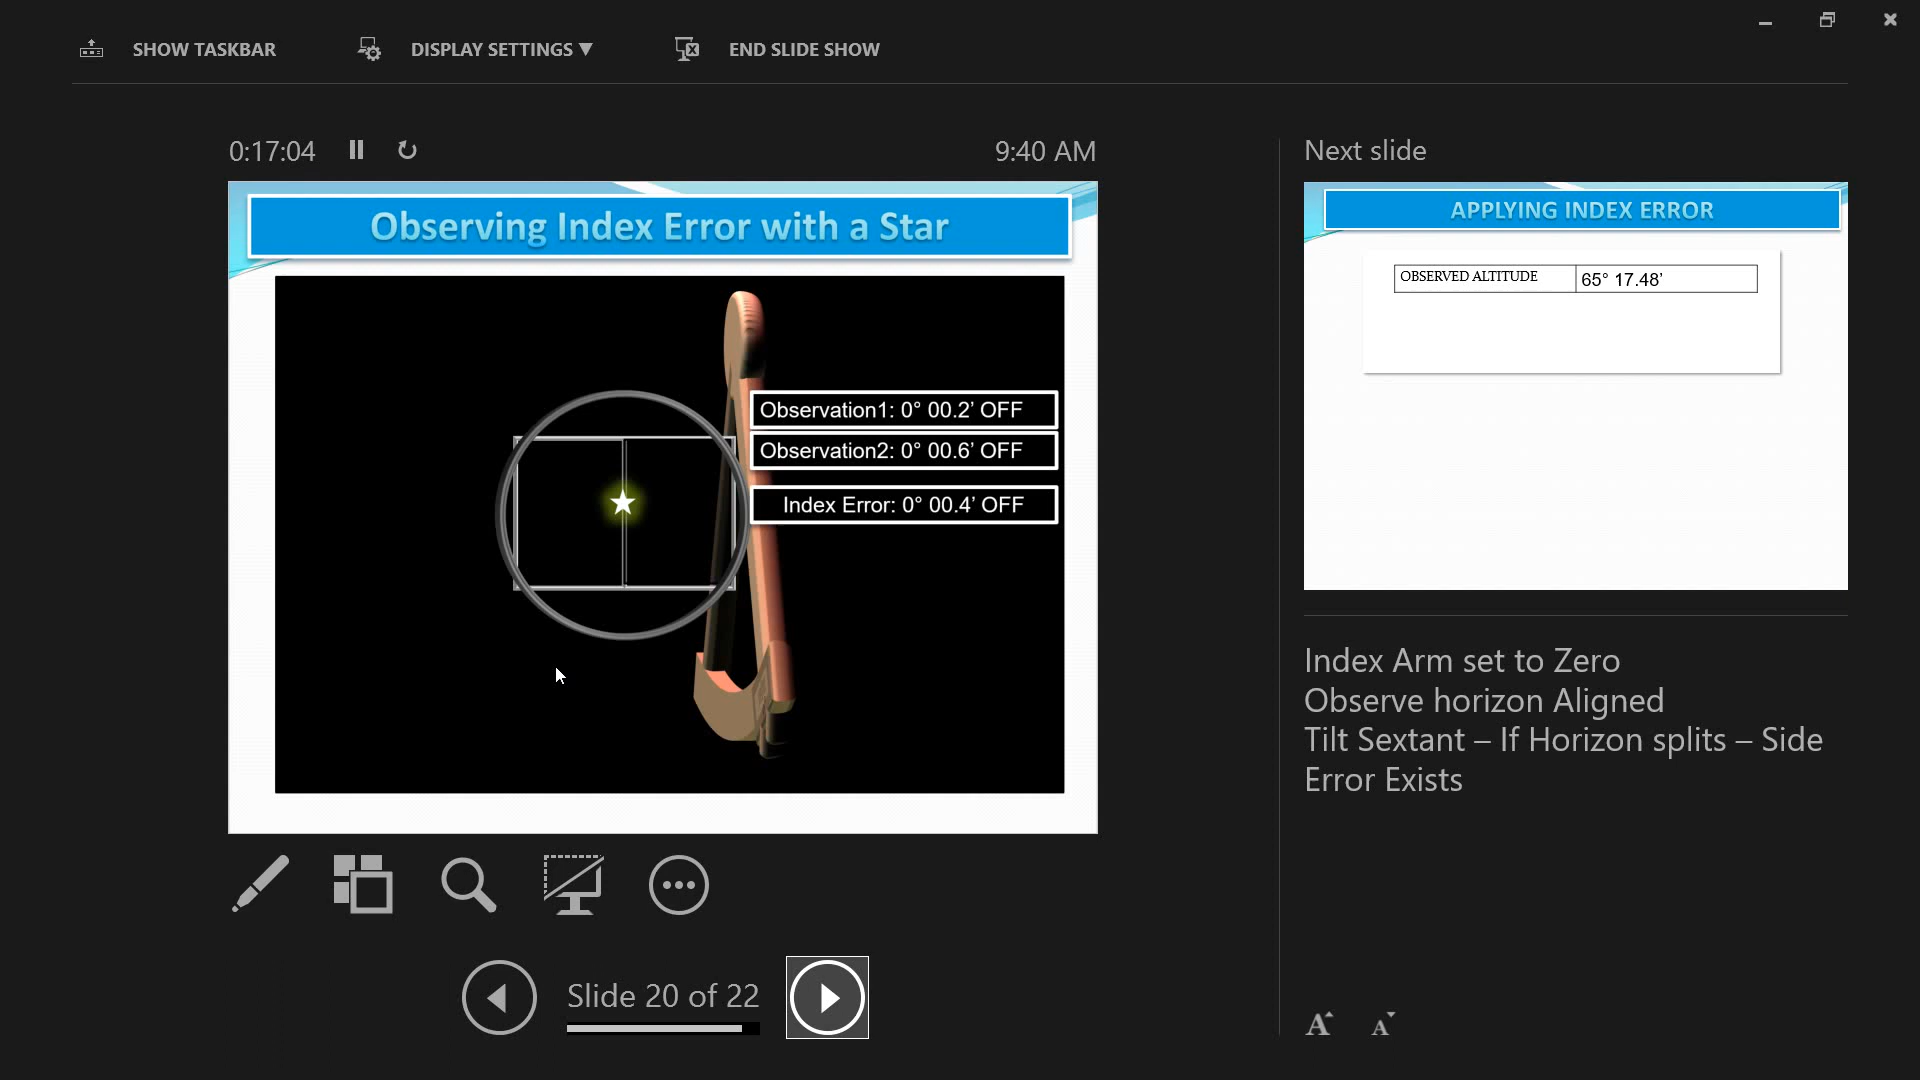 SHOW TASKBAR
DISPLAY SETTINGS ▼
END SLIDE SHOW
0:17:04
9:40 AM
Observing Index Error with a Star
Observation1: 0° 00.2’ OFF
Observation2: 0° 00.6’ OFF
Index Error: 0° 00.4’ OFF
Slide 20 of 22
Next slide
APPLYING INDEX ERROR
OBSERVED ALTITUDE 65° 17.48’
Index Arm set to Zero
Observe horizon Aligned
Tilt Sextant – If Horizon splits – Side
Error Exists
A A